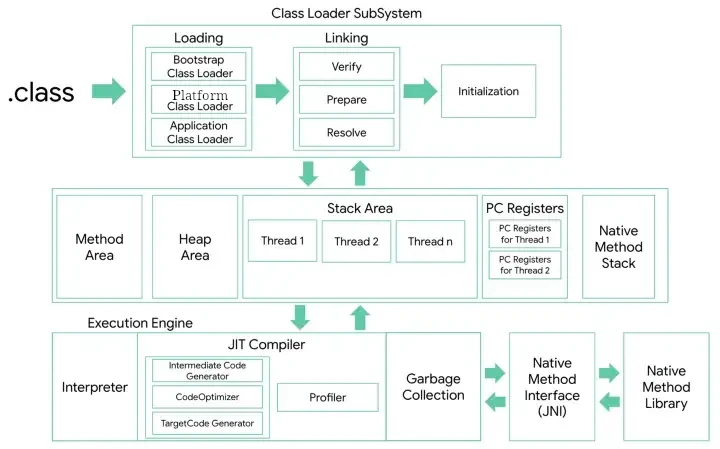 Class Loader SubSystem
Loading
Linking
Bootstrap
Class Loader
Platform
Class Loader
Application
Class Loader
Verify
Prepare
Resolve
Initialization
.class
Method
Area
Heap
Area
Stack Area
Thread 1
Thread 2
Thread n
PC Registers
PC Registers
for Thread 1
PC Registers
for Thread 2
Native
Method
Stack
Execution Engine
Interpreter
JIT Compiler
Intermediate Code
Generator
CodeOptimizer
TargetCode Generator
Profiler
Garbage
Collection
Native
Method
Interface
(JNI)
Native
Method
Library